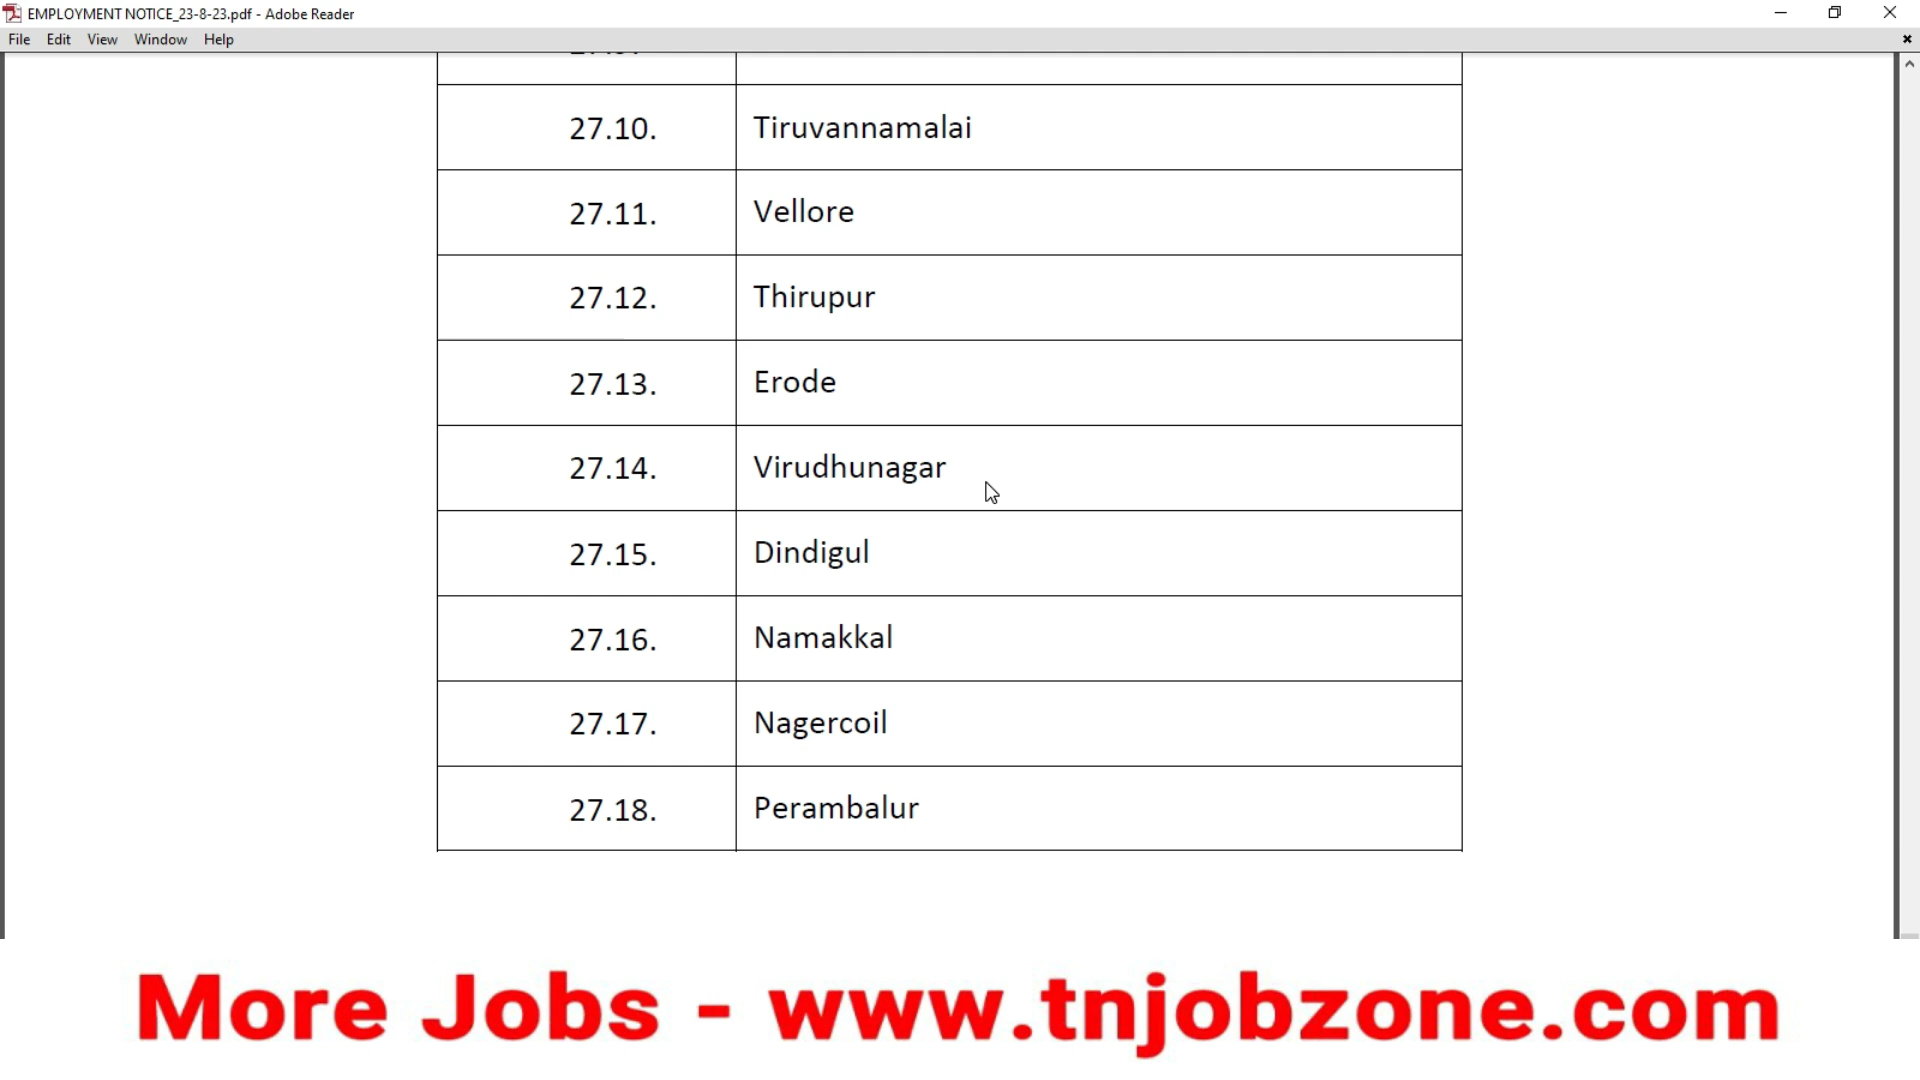 EMPLOYMENT NOTICE_23-8-23.pdf - Adobe Reader
File Edit View Window Help
27.10. Tiruvannamalai
27.11. Vellore
27.12. Thirupur
27.13. Erode
27.14. Virudhunagar
27.15. Dindigul
27.16. Namakkal
27.17. Nagercoil
27.18. Perambalur
More Jobs - www.tnjobzone.com